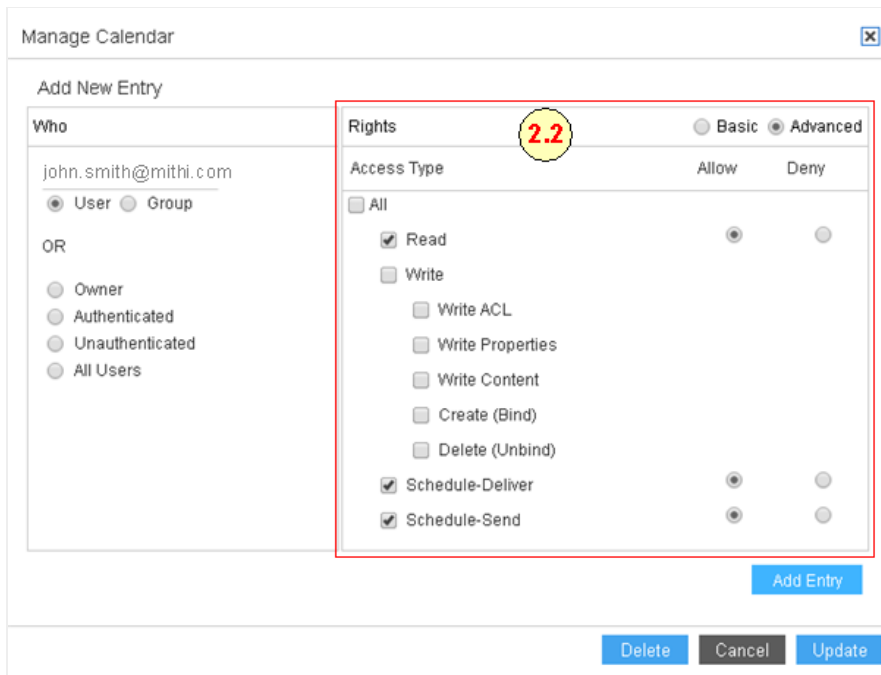 Manage Calendar
Add New Entry
Who
john.smith@mithi.com
User Group
OR
Owner
Authenticated
Unauthenticated
All Users
Rights 2.2 Basic Advanced
Access Type Allow Deny
All
Read
Write
Write ACL
Write Properties
Write Content
Create (Bind)
Delete (Unbind)
Schedule-Deliver
Schedule-Send
Add Entry
Delete Cancel Update